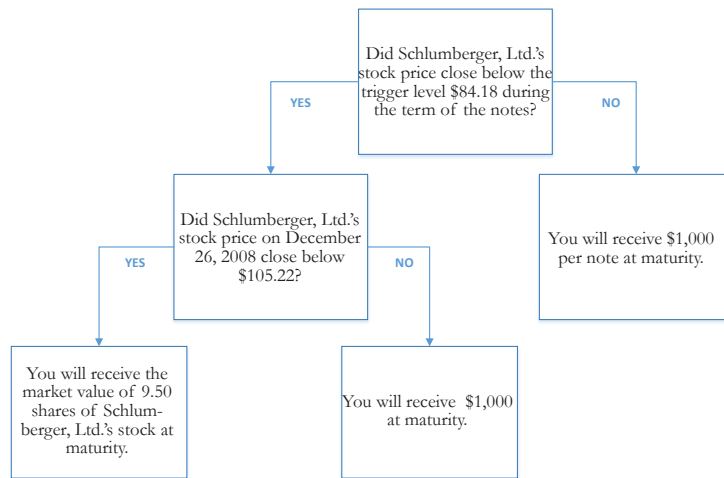 Did Schlumberger, Ltd.'s
stock price close below the
trigger level $84.18 during
the term of the notes?
YES
NO
Did Schlumberger, Ltd.'s
stock price on December
26, 2008 close below
$105.22?
You will receive $1,000
per note at maturity.
YES
NO
You will receive the
market value of 9.50
shares of Schlum-
berger, Ltd.'s stock at
maturity.
You will receive $1,000
at maturity.